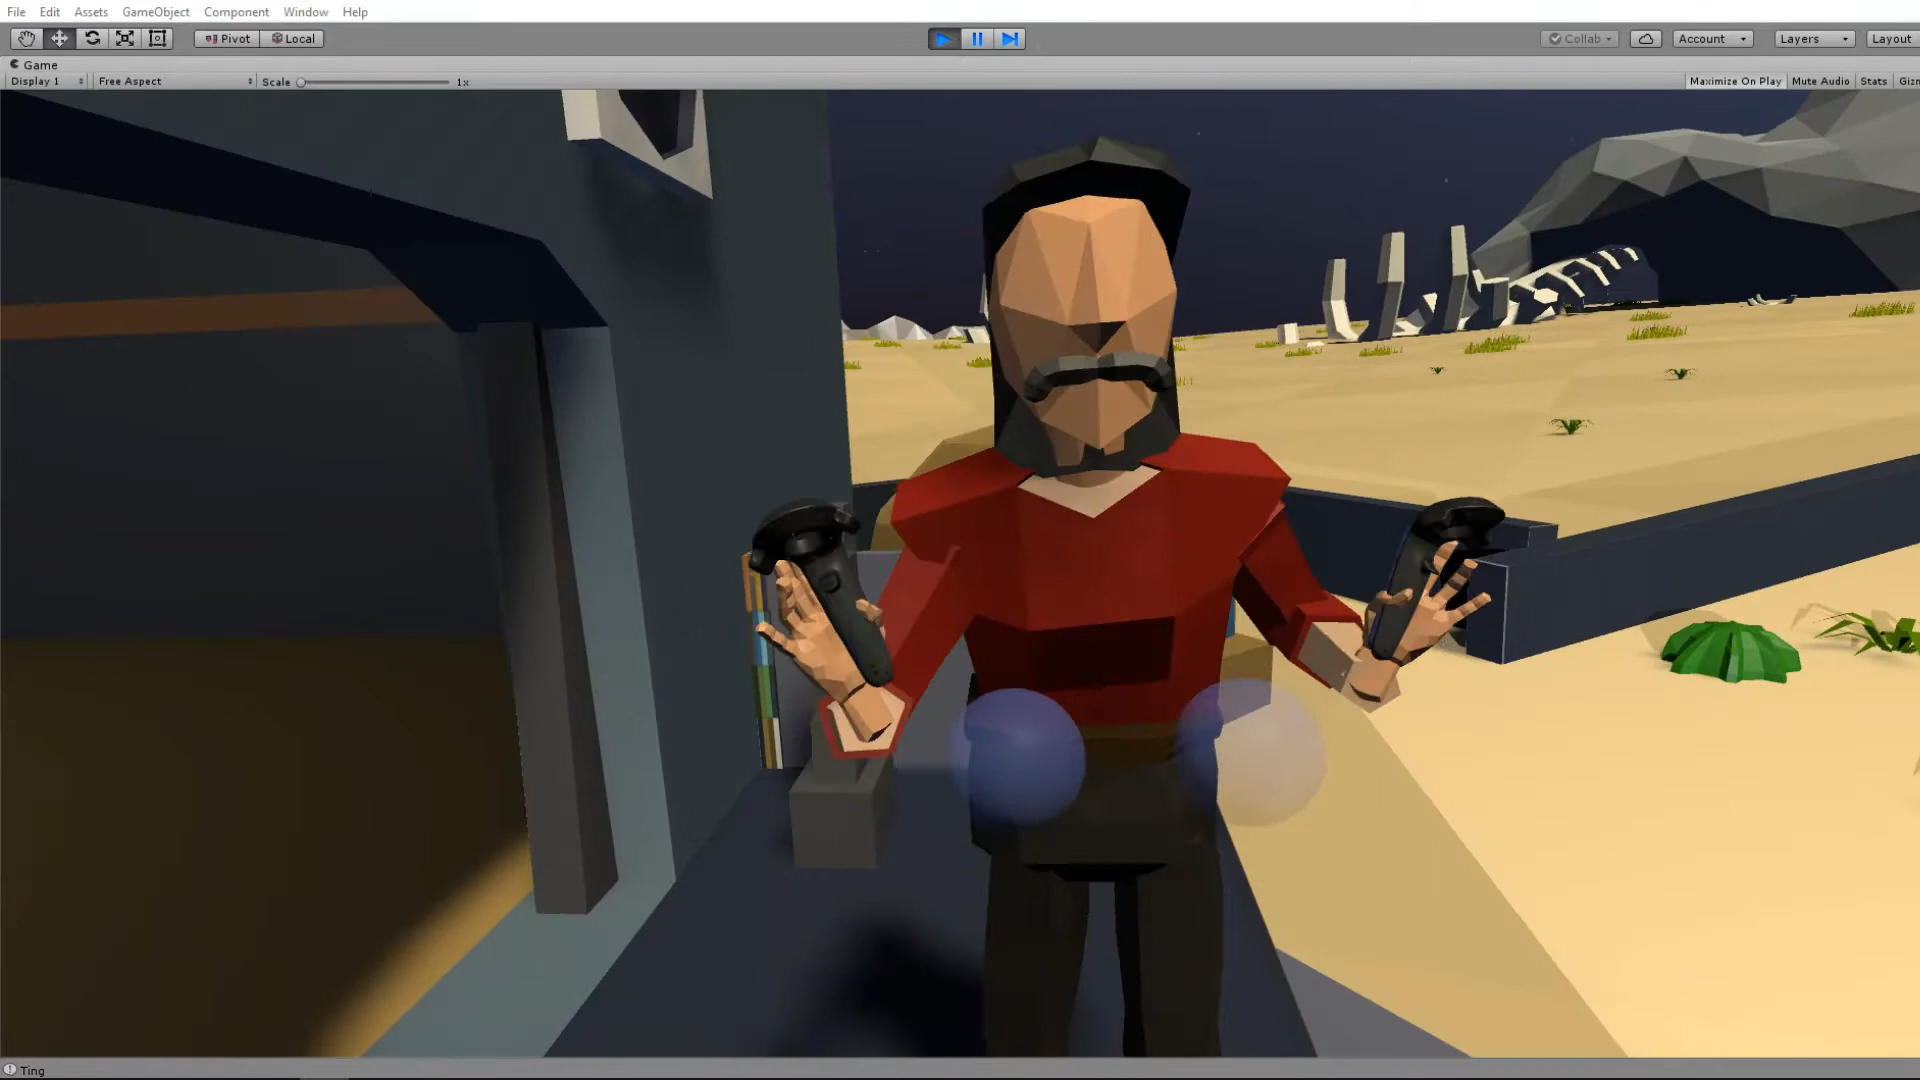 File Edit Assets GameObject Component Window Help
Pivot Local Collab Account Layers Layout
Game
Display 1 Free Aspect Scale 1x Maximize On Play Mute Audio Stats Gizn
Ting